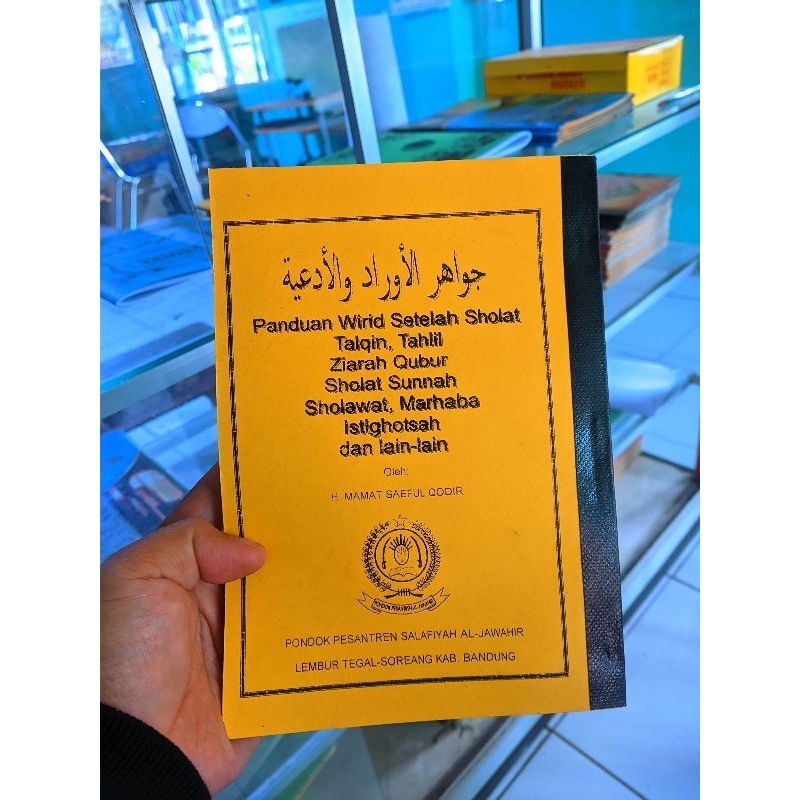 جواهر الأوراد والأدعية
Panduan Wirid Setelah Sholat
Talqin, Tahlil
Ziarah Qubur
Sholat Sunnah
Sholawat, Marhaba
Istighotsah
dan lain-lain
Oleh:
H. MAMAT SAEFUL QODIR
PONDOK PESANTREN SALAFIYAH AL-JAWAHIR
LEMBUR TEGAL-SOREANG KAB. BANDUNG